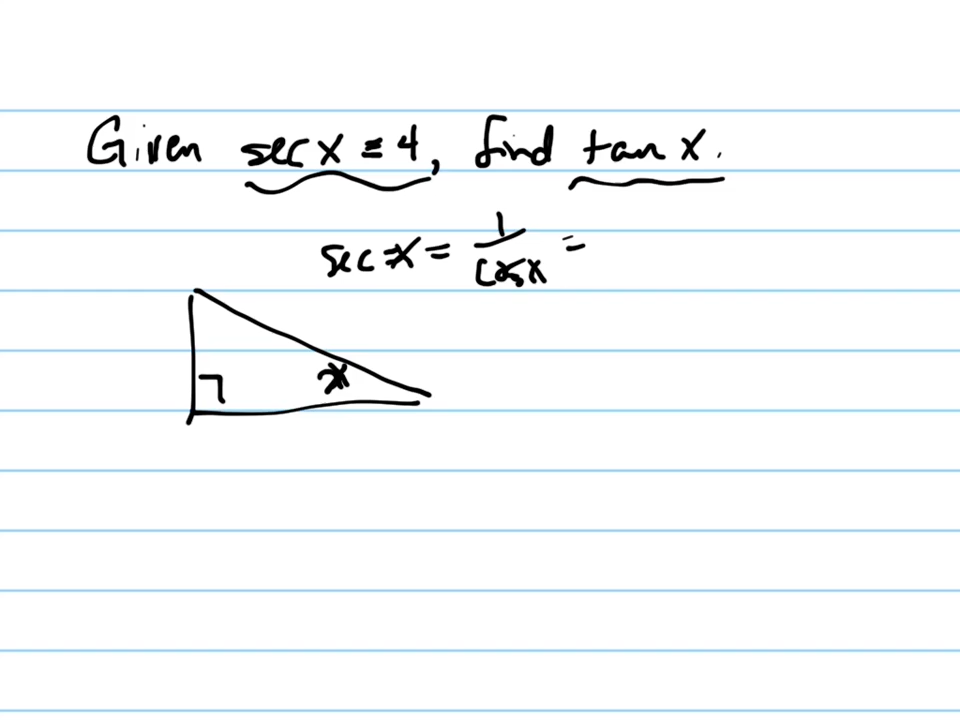 Given sec x = 4, find tan x.
sec x = 1/cos x =
x